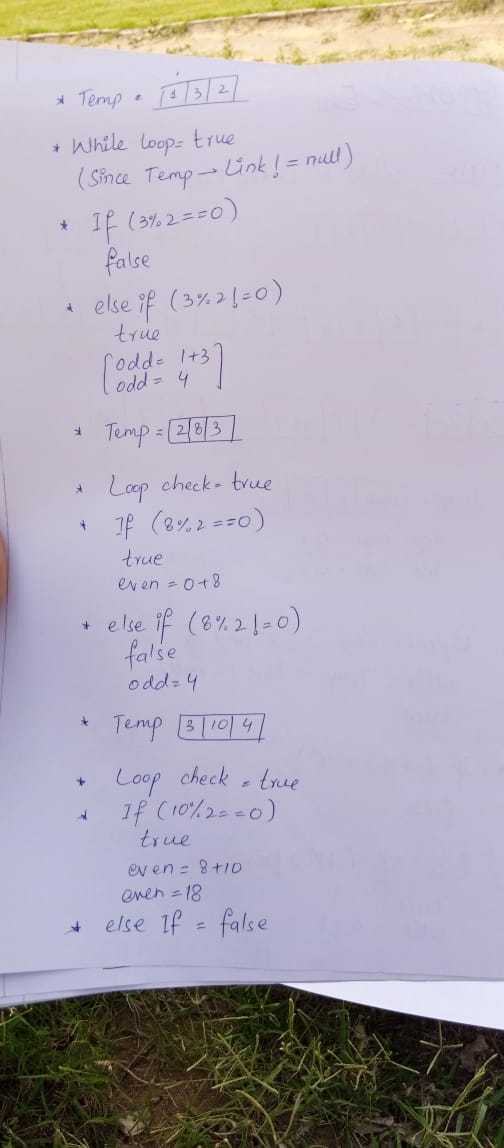 * Temp = 1 | 3 | 2
* While loop= true
(Since Temp → Link != null)
* If (3%2==0)
false
* else if (3%2!=0)
true
[odd= 1+3
odd= 4]
* Temp = 2|8|3
* Loop check= true
* If (8%2==0)
true
even = 0+8
* else if (8%2!=0)
false
odd=4
* Temp 3|10|4
* Loop check = true
* If (10%2==0)
true
even = 8+10
even =18
* else If = false